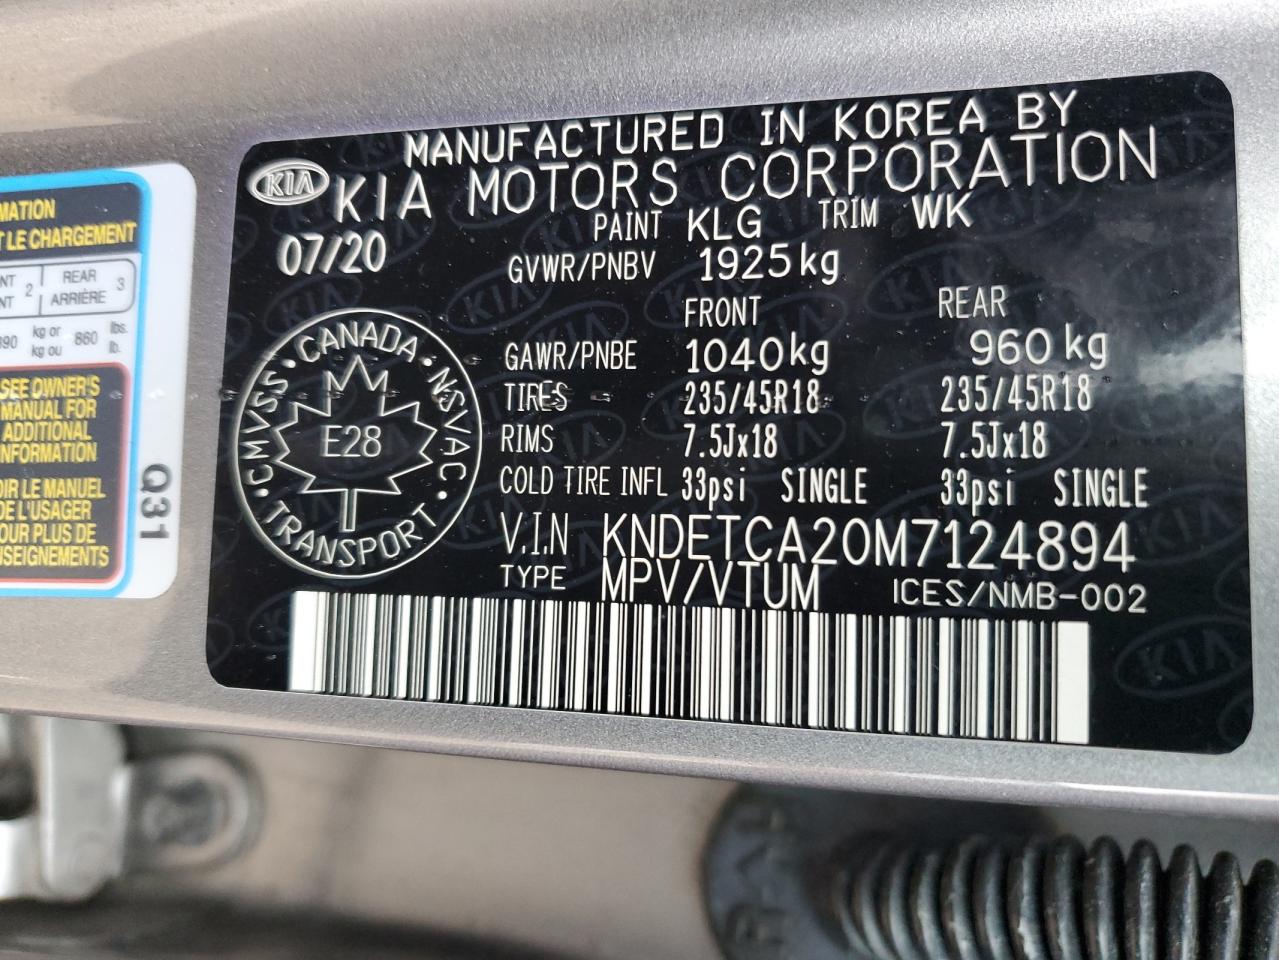 MANUFACTURED IN KOREA BY
KIA KIA MOTORS CORPORATION
PAINT KLG TRIM WK
07/20
GVWR/PNBV 1925kg
FRONT REAR
GAWR/PNBE 1040kg 960kg
TIRES 235/45R18 235/45R18
RIMS 7.5Jx18 7.5Jx18
COLD TIRE INFL 33psi SINGLE 33psi SINGLE
V.I.N KNDETCA20M7124894
TYPE MPV/VTUM ICES/NMB-002
CANADA · NSVAC · TRANSPORT · CMVSS ·
E28
LE CHARGEMENT
2 REAR ARRIÈRE 3
kg or kg ou 860 lbs. lb.
SEE OWNER'S
MANUAL FOR
ADDITIONAL
INFORMATION
LE MANUEL
DE L'USAGER
POUR PLUS DE
Q31